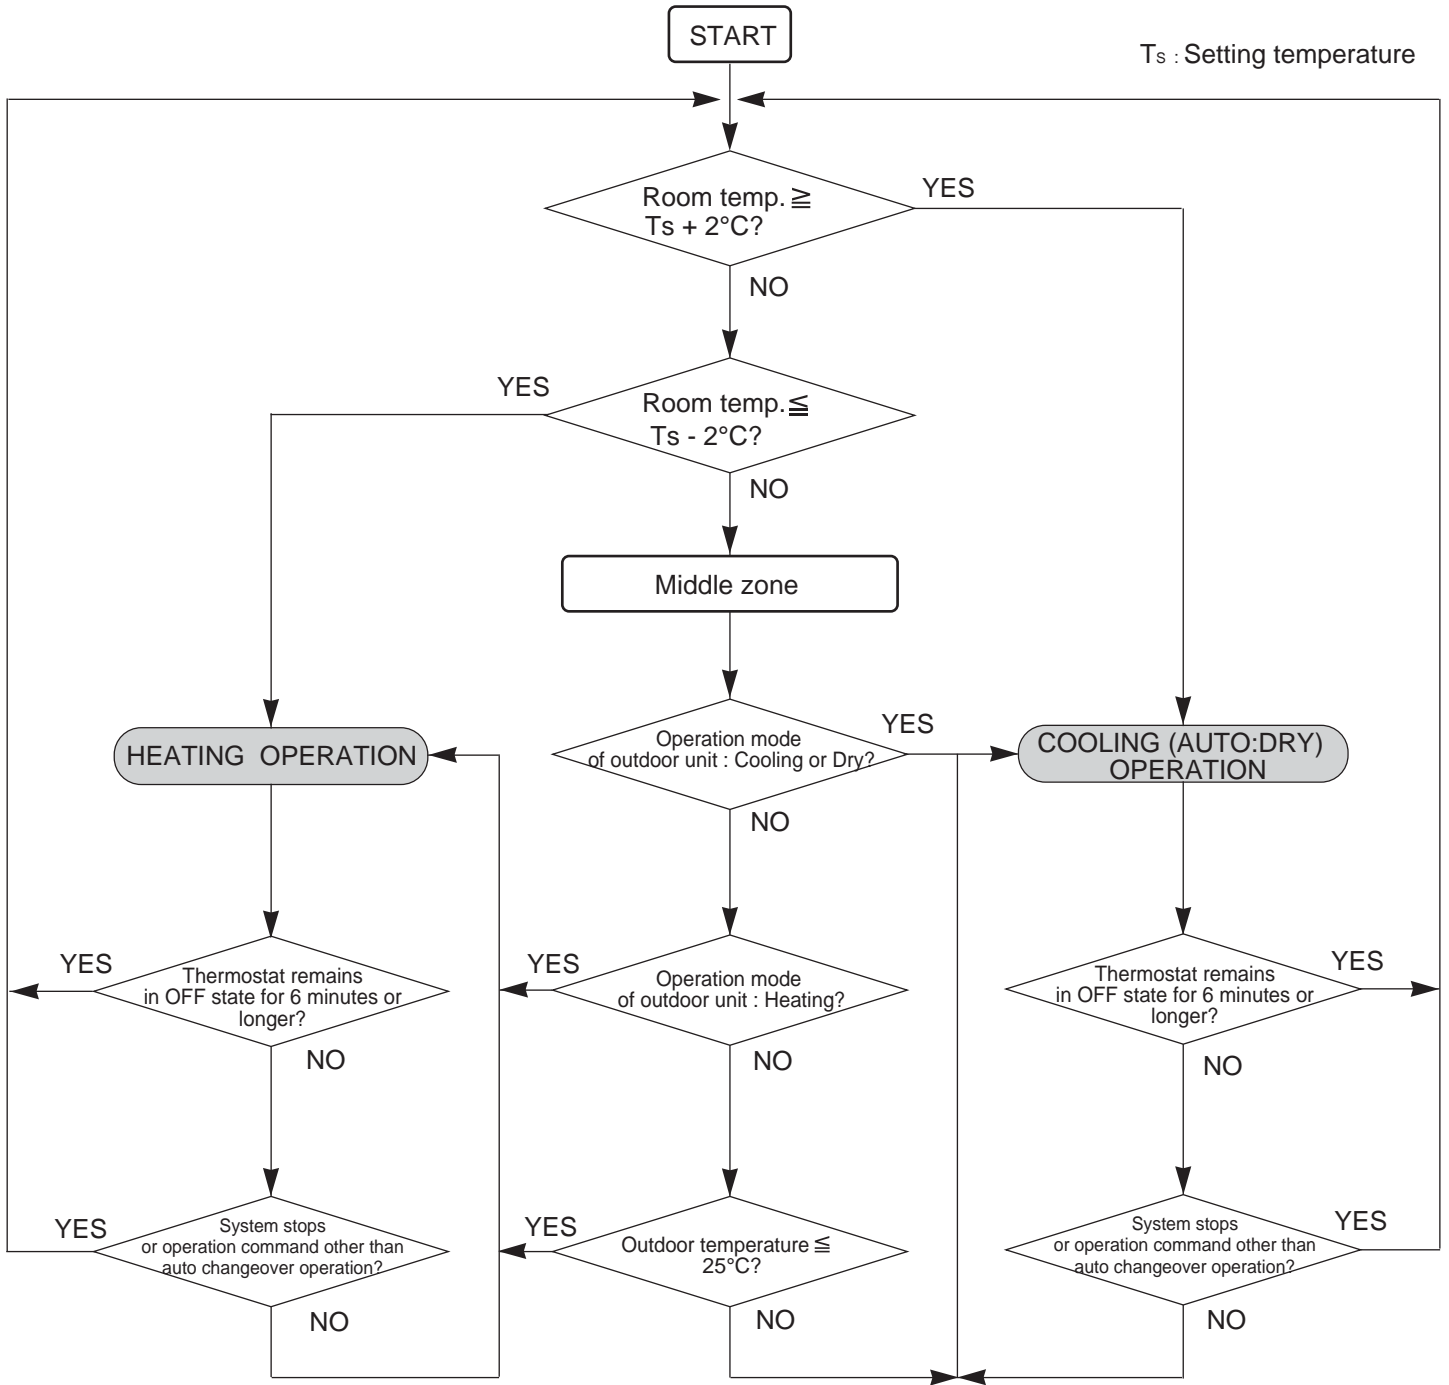 START
Ts : Setting temperature
Room temp. ≧
Ts + 2°C?
YES
NO
Room temp. ≦
Ts - 2°C?
YES
NO
Middle zone
HEATING OPERATION
Operation mode
of outdoor unit : Cooling or Dry?
YES
NO
COOLING (AUTO:DRY)
OPERATION
YES
Thermostat remains
in OFF state for 6 minutes or
longer?
NO
YES
Operation mode
of outdoor unit : Heating?
NO
Thermostat remains
in OFF state for 6 minutes or
longer?
YES
NO
YES
System stops
or operation command other than
auto changeover operation?
NO
YES
Outdoor temperature ≦
25°C?
NO
System stops
or operation command other than
auto changeover operation?
YES
NO